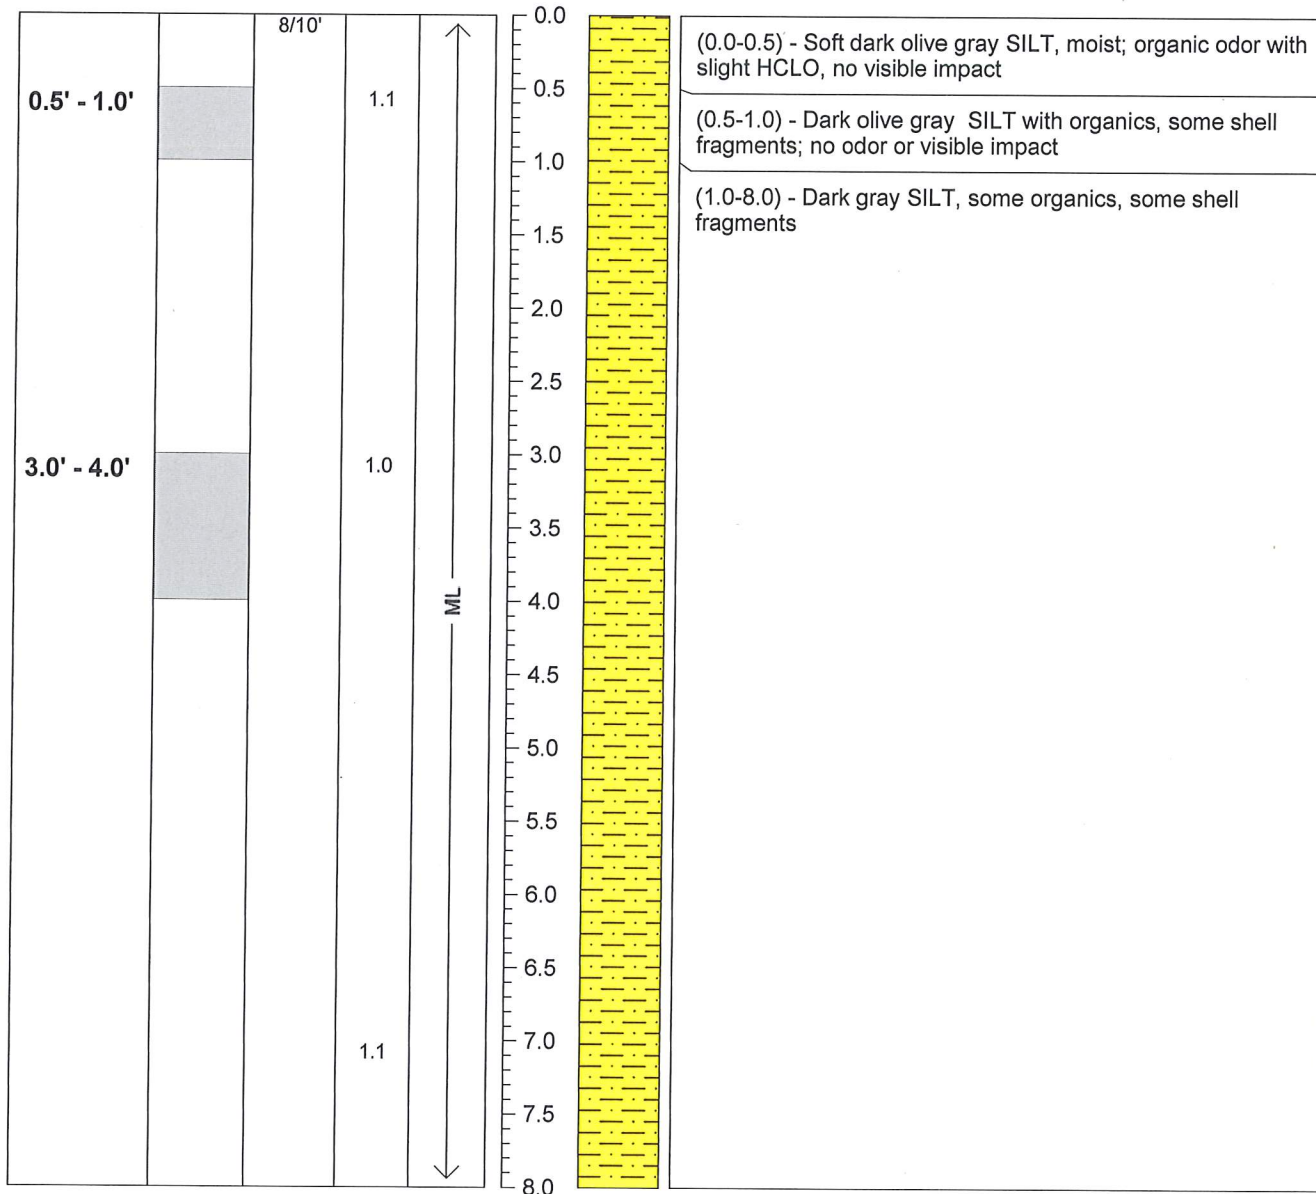 8/10'
0.5' - 1.0'
1.1
3.0' - 4.0'
1.0
1.1
ML
0.0
0.5
1.0
1.5
2.0
2.5
3.0
3.5
4.0
4.5
5.0
5.5
6.0
6.5
7.0
7.5
8.0
(0.0-0.5) - Soft dark olive gray SILT, moist; organic odor with
slight HCLO, no visible impact
(0.5-1.0) - Dark olive gray SILT with organics, some shell
fragments; no odor or visible impact
(1.0-8.0) - Dark gray SILT, some organics, some shell
fragments